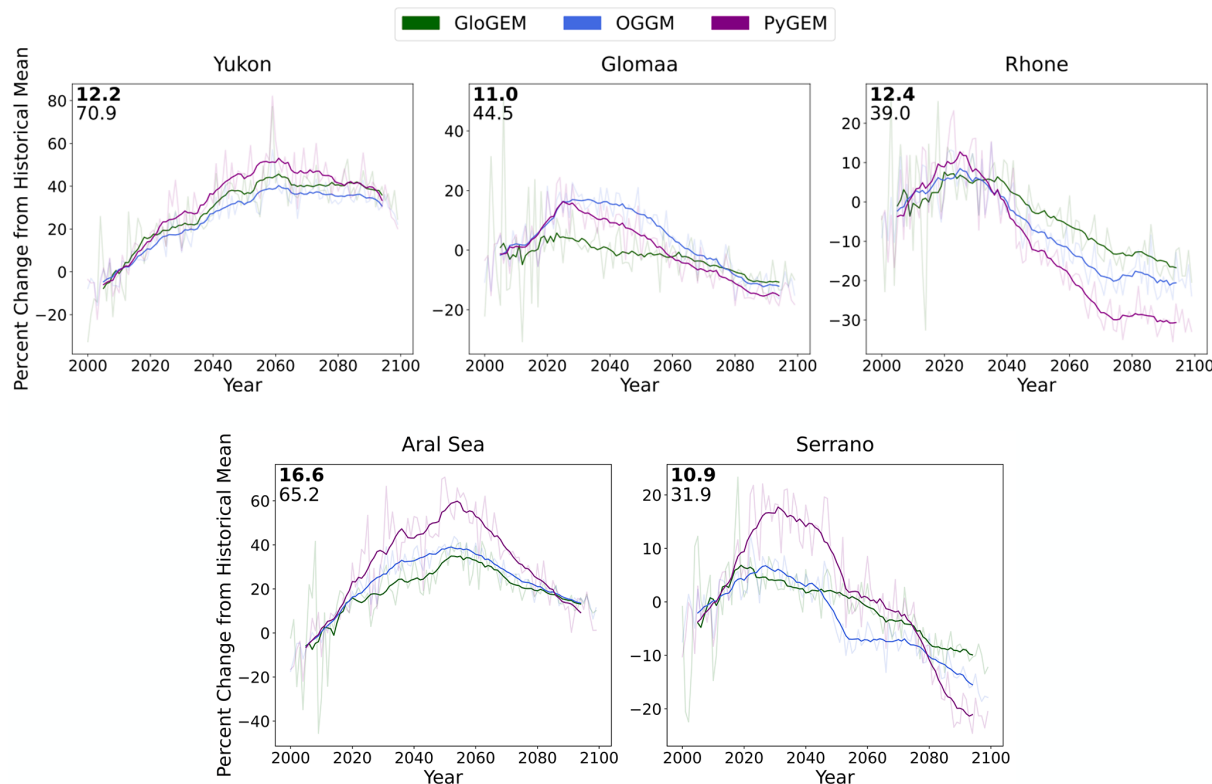 GloGEM OGGM PyGEM
Yukon
Percent Change from Historical Mean
12.2
70.9
80
60
40
20
0
−20
2000 2020 2040 2060 2080 2100
Year
Glomaa
11.0
44.5
40
20
0
−20
2000 2020 2040 2060 2080 2100
Year
Rhone
12.4
39.0
20
10
0
−10
−20
−30
2000 2020 2040 2060 2080 2100
Year
Aral Sea
Percent Change from Historical Mean
16.6
65.2
60
40
20
0
−20
−40
2000 2020 2040 2060 2080 2100
Year
Serrano
10.9
31.9
20
10
0
−10
−20
2000 2020 2040 2060 2080 2100
Year